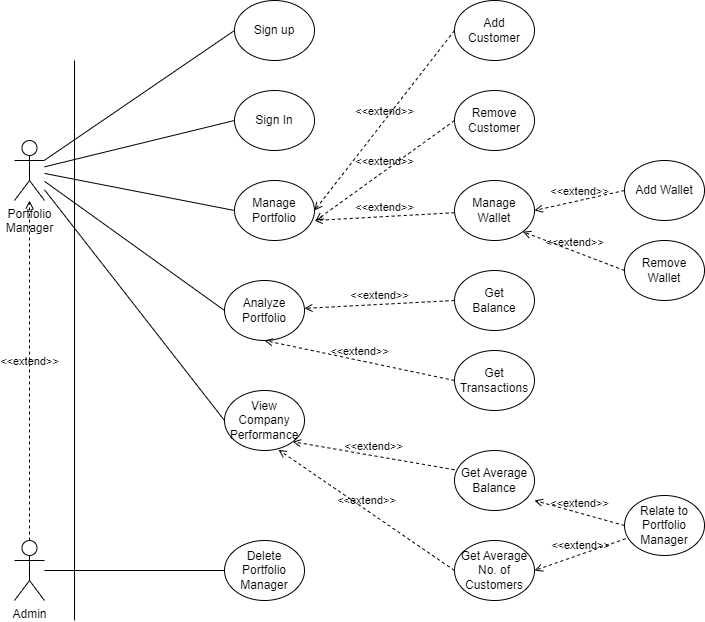 Sign up
Add
Customer
Sign In
<<extend>>
Remove
Customer
<<extend>>
Portfolio
Manager
Manage
Portfolio
<<extend>>
Manage
Wallet
<<extend>>
Add Wallet
<<extend>>
Remove
Wallet
Analyze
Portfolio
<<extend>>
Get
Balance
<<extend>>
<<extend>>
Get
Transactions
View
Company
Performance
<<extend>>
Get Average
Balance
<<extend>>
<<extend>>
Relate to
Portfolio
Manager
<<extend>>
Get Average
No. of
Customers
Delete
Portfolio
Manager
Admin